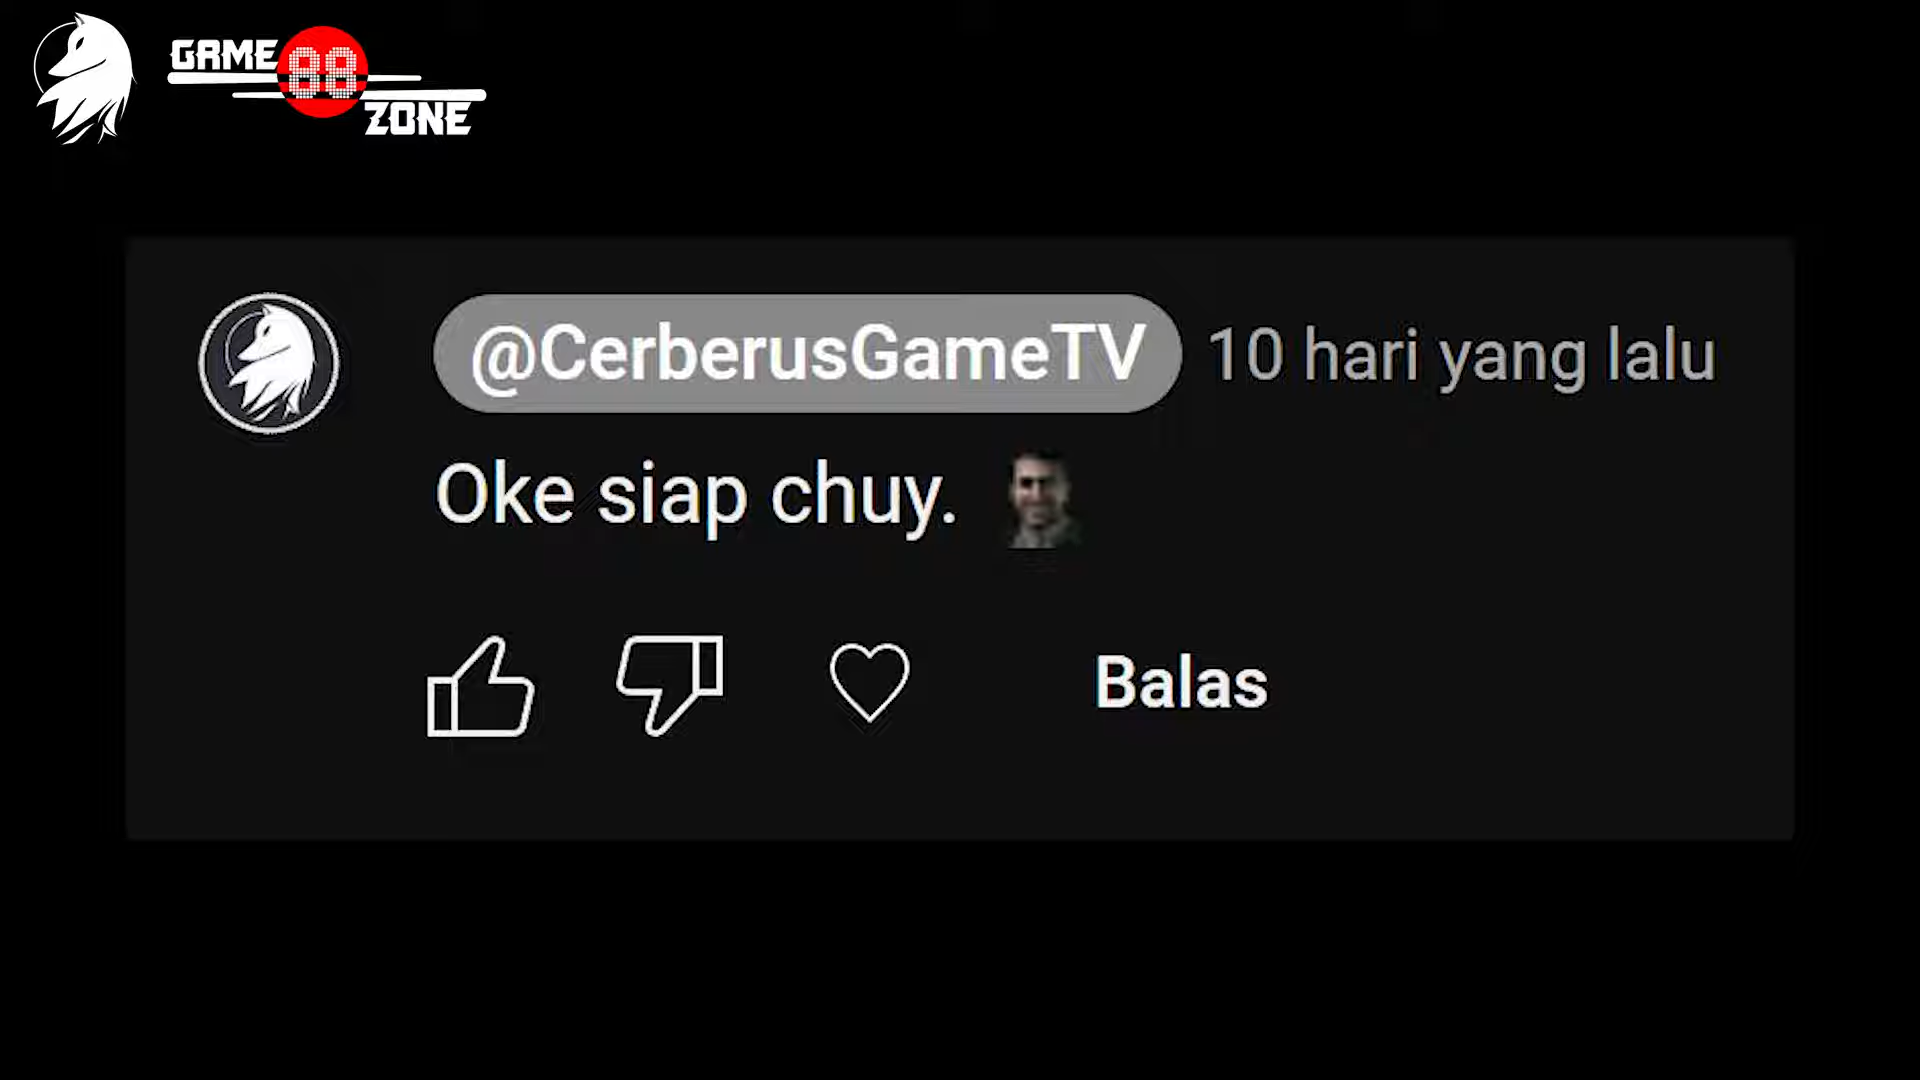 GAME
88
ZONE
@CerberusGameTV 10 hari yang lalu
Oke siap chuy.
Balas